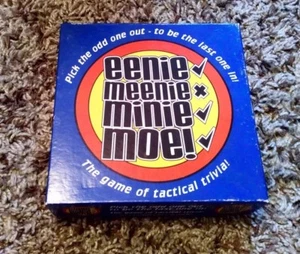 Pick the odd one out - to be the last one in!
eenie
meenie
minie
moe!
The game of tactical trivia!